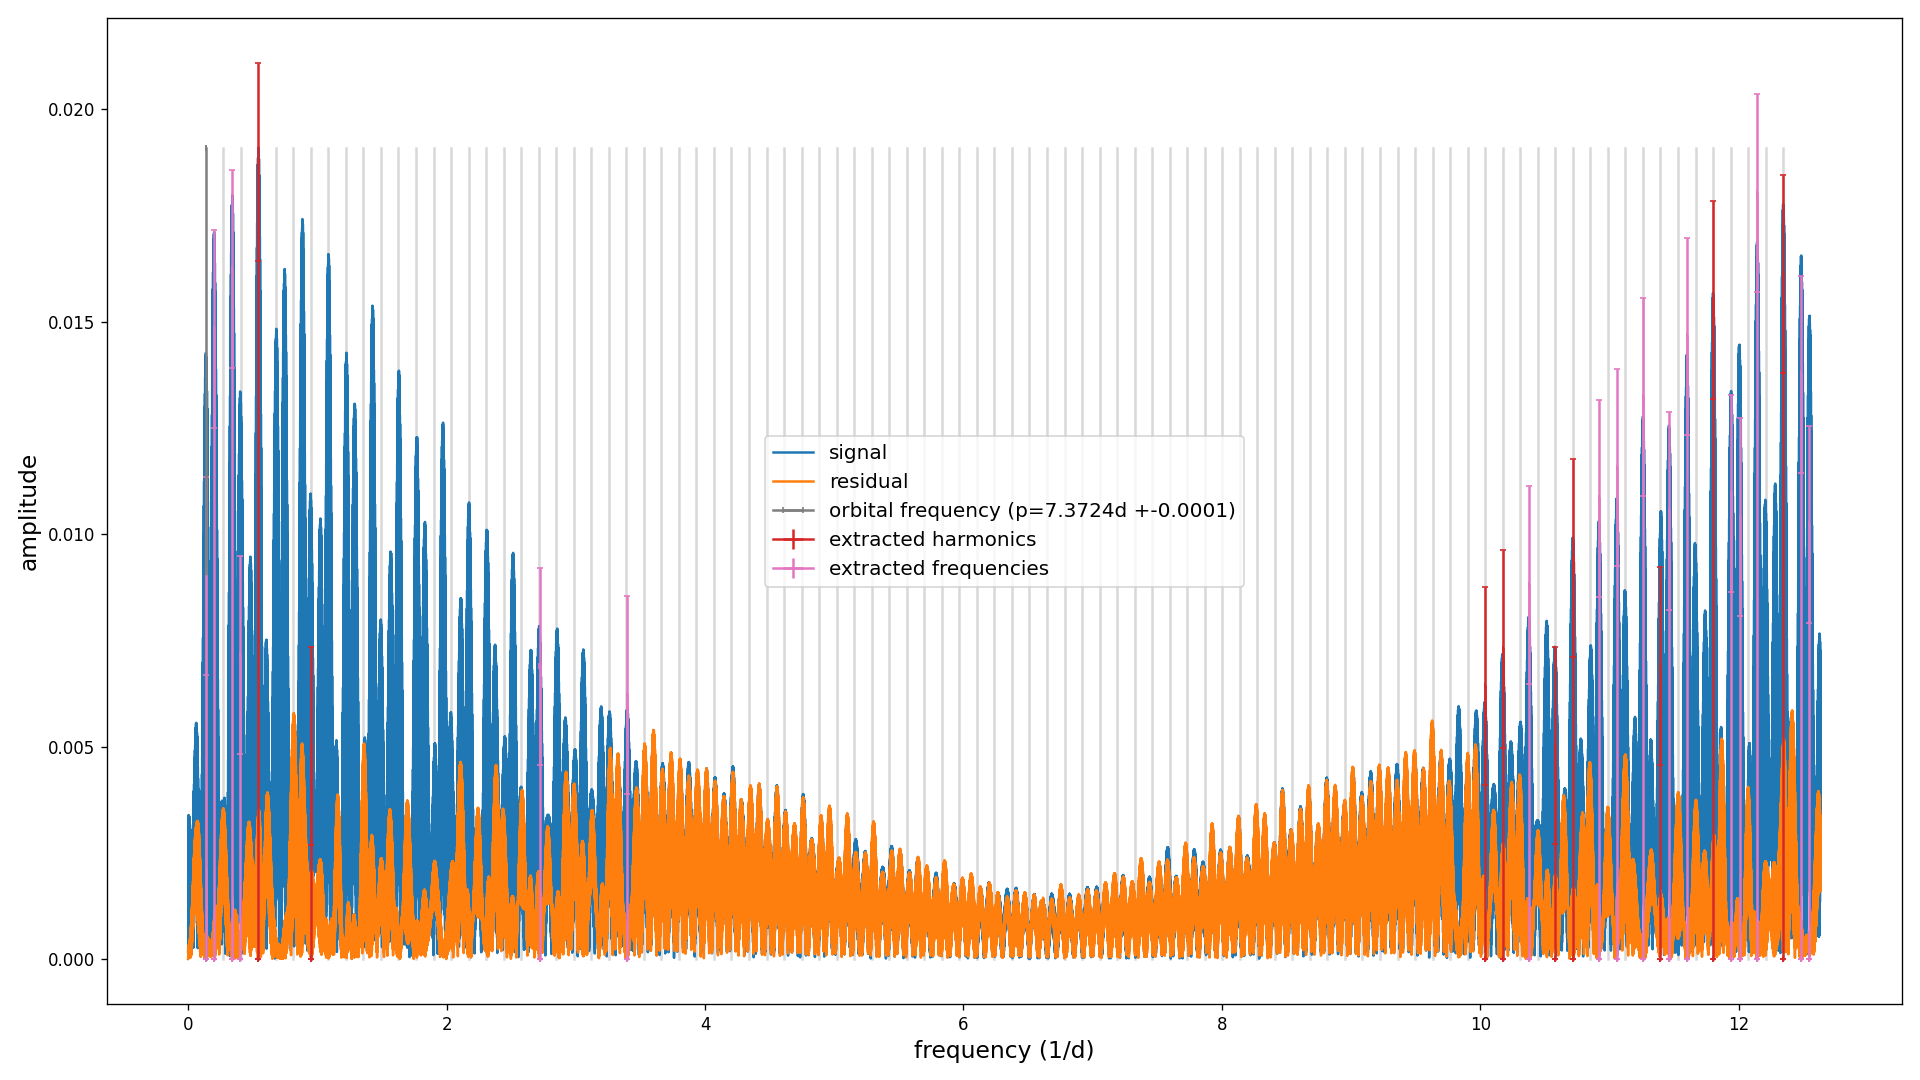 0.020
0.015
0.010
0.005
0.000
amplitude
signal
residual
orbital frequency (p=7.3724d +-0.0001)
extracted harmonics
extracted frequencies
0 2 4 6 8 10 12
frequency (1/d)